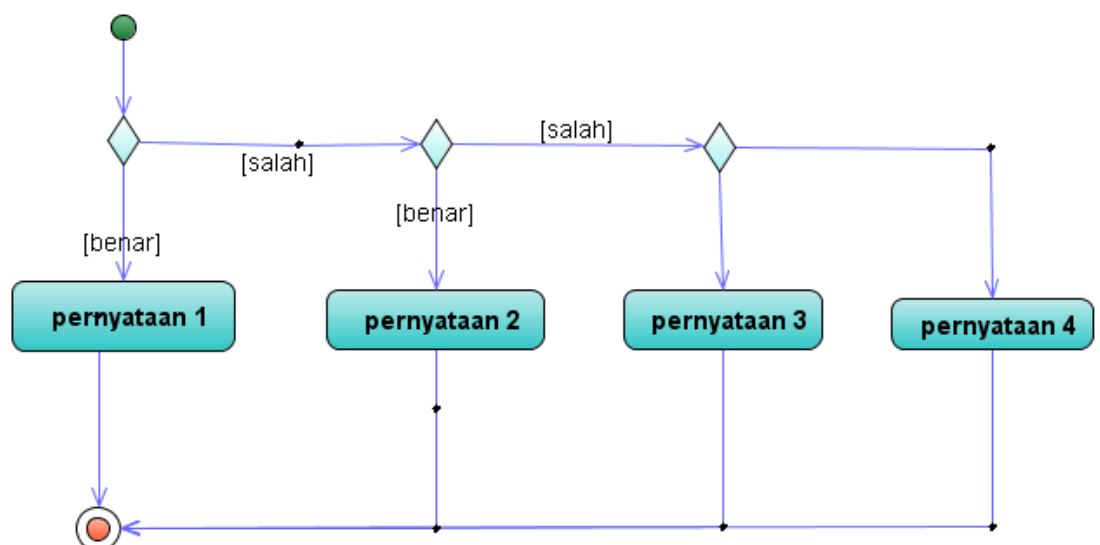 [salah]
[salah]
[benar]
[benar]
pernyataan 1
pernyataan 2
pernyataan 3
pernyataan 4